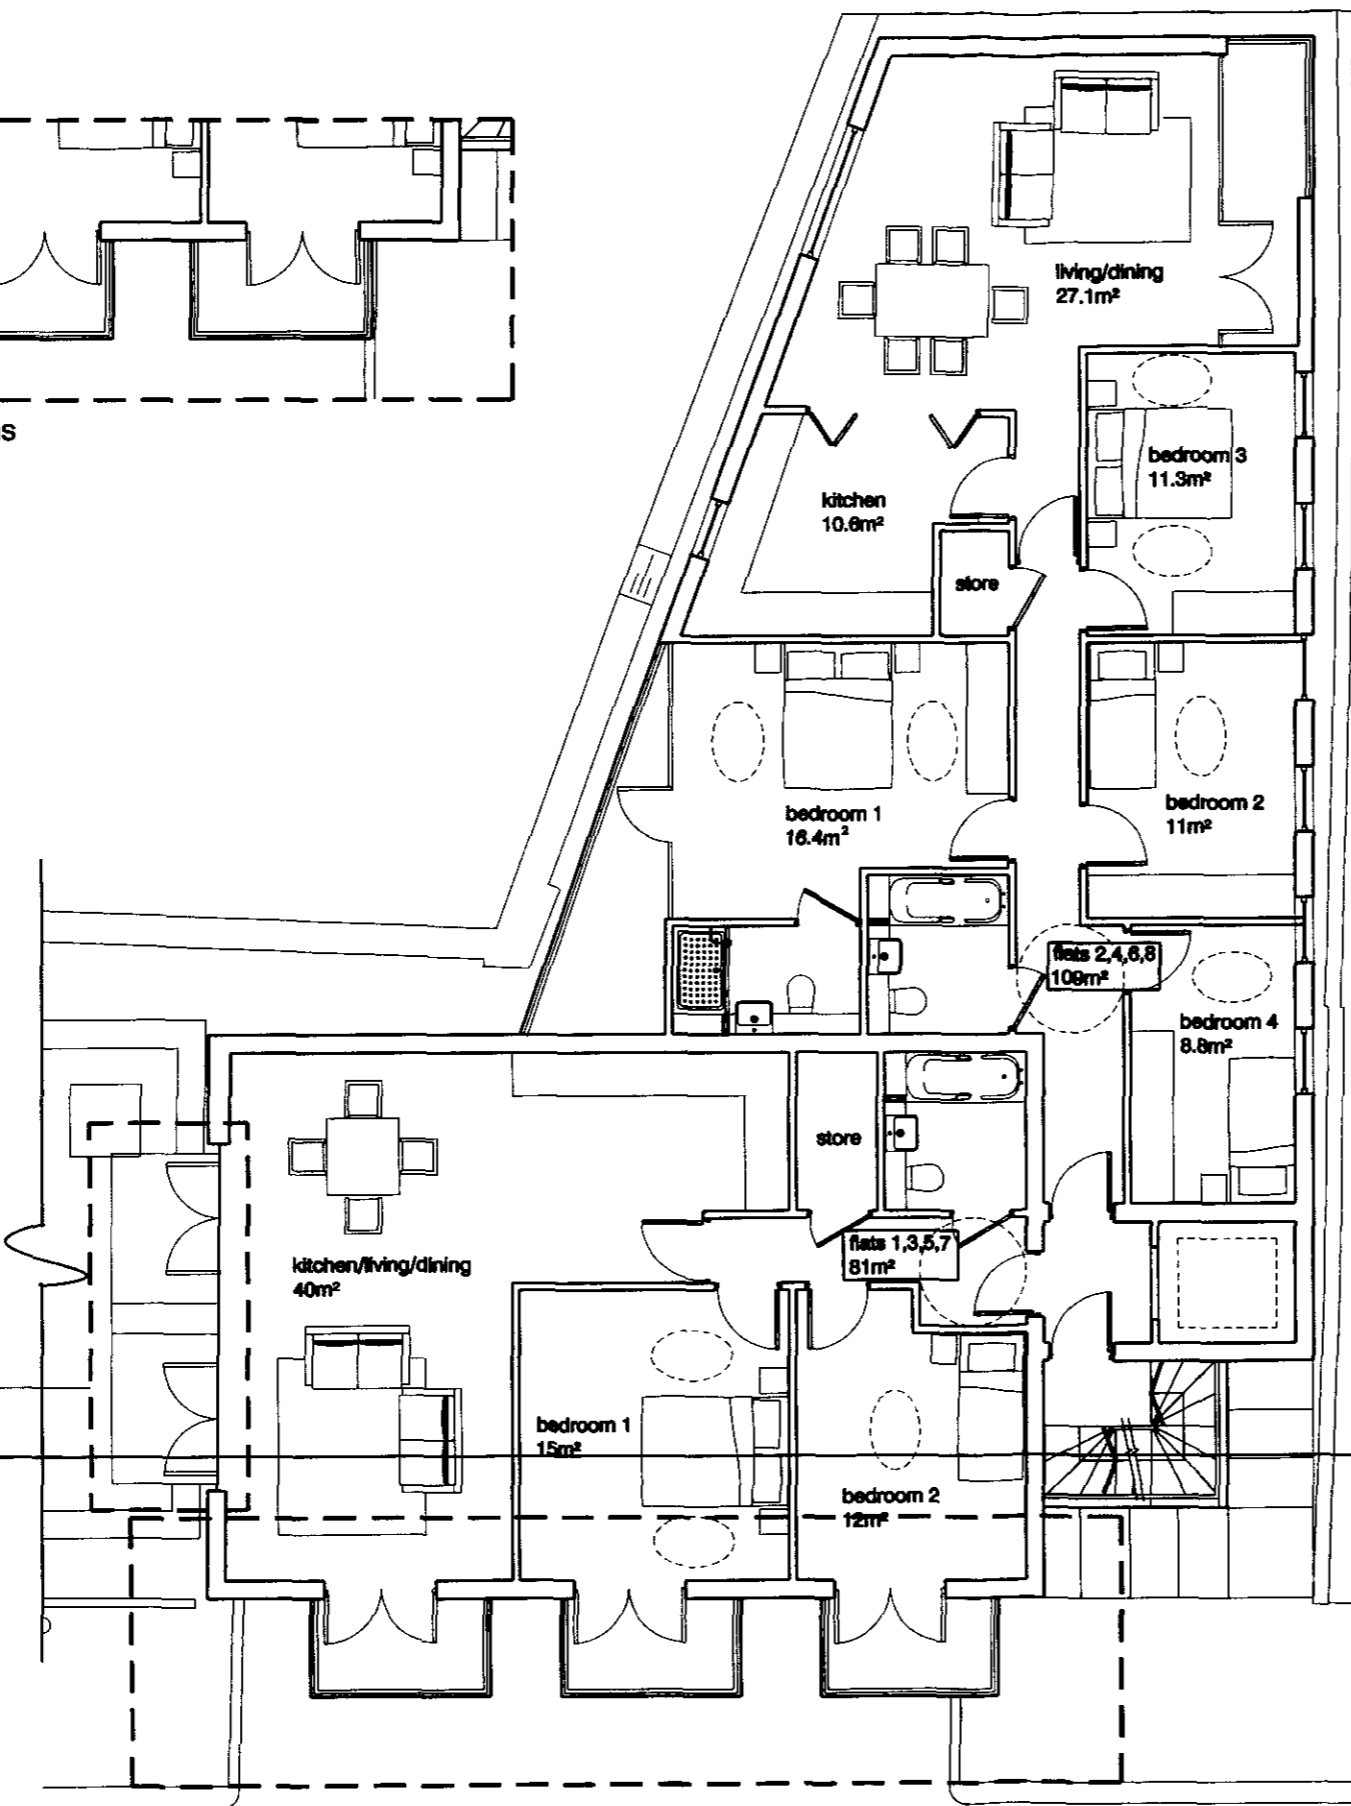 s
living/dining
27.1m²
bedroom 3
11.3m²
kitchen
10.6m²
store
bedroom 1
16.4m²
bedroom 2
11m²
flats 2,4,6,8
109m²
bedroom 4
8.8m²
store
flats 1,3,5,7
81m²
kitchen/living/dining
40m²
bedroom 1
15m²
bedroom 2
12m²